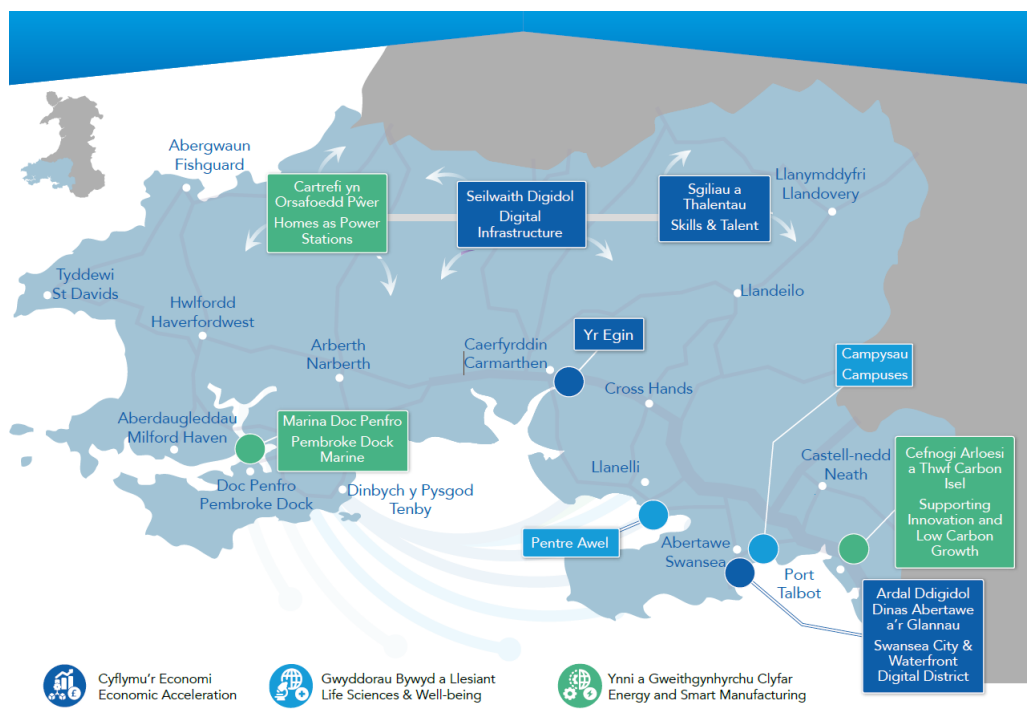 Abergwaun
Fishguard
Cartrefi yn
Orsafoedd Pŵer
Homes as Power
Stations
Seilwaith Digidol
Digital
Infrastructure
Sgiliau a
Thalentau
Skills & Talent
Llanymddyfri
Llandovery
Tyddewi
St Davids
Hwlfordd
Haverfordwest
Llandeilo
Arberth
Narberth
Caerfyrddin
Carmarthen
Yr Egin
Campysau
Campuses
Cross Hands
Aberdaugleddau
Milford Haven
Marina Doc Penfro
Pembroke Dock
Marine
Doc Penfro
Pembroke Dock
Dinbych y Pysgod
Tenby
Llanelli
Castell-nedd
Neath
Cefnogi Arloesi
a Thwf Carbon
Isel
Supporting
Innovation and
Low Carbon
Growth
Pentre Awel
Abertawe
Swansea
Port
Talbot
Ardal Ddigidol
Dinas Abertawe
a'r Glannau
Swansea City &
Waterfront
Digital District
Cyflymu'r Economi
Economic Acceleration
Gwyddorau Bywyd a Llesiant
Life Sciences & Well-being
Ynni a Gweithgynhyrchu Clyfar
Energy and Smart Manufacturing